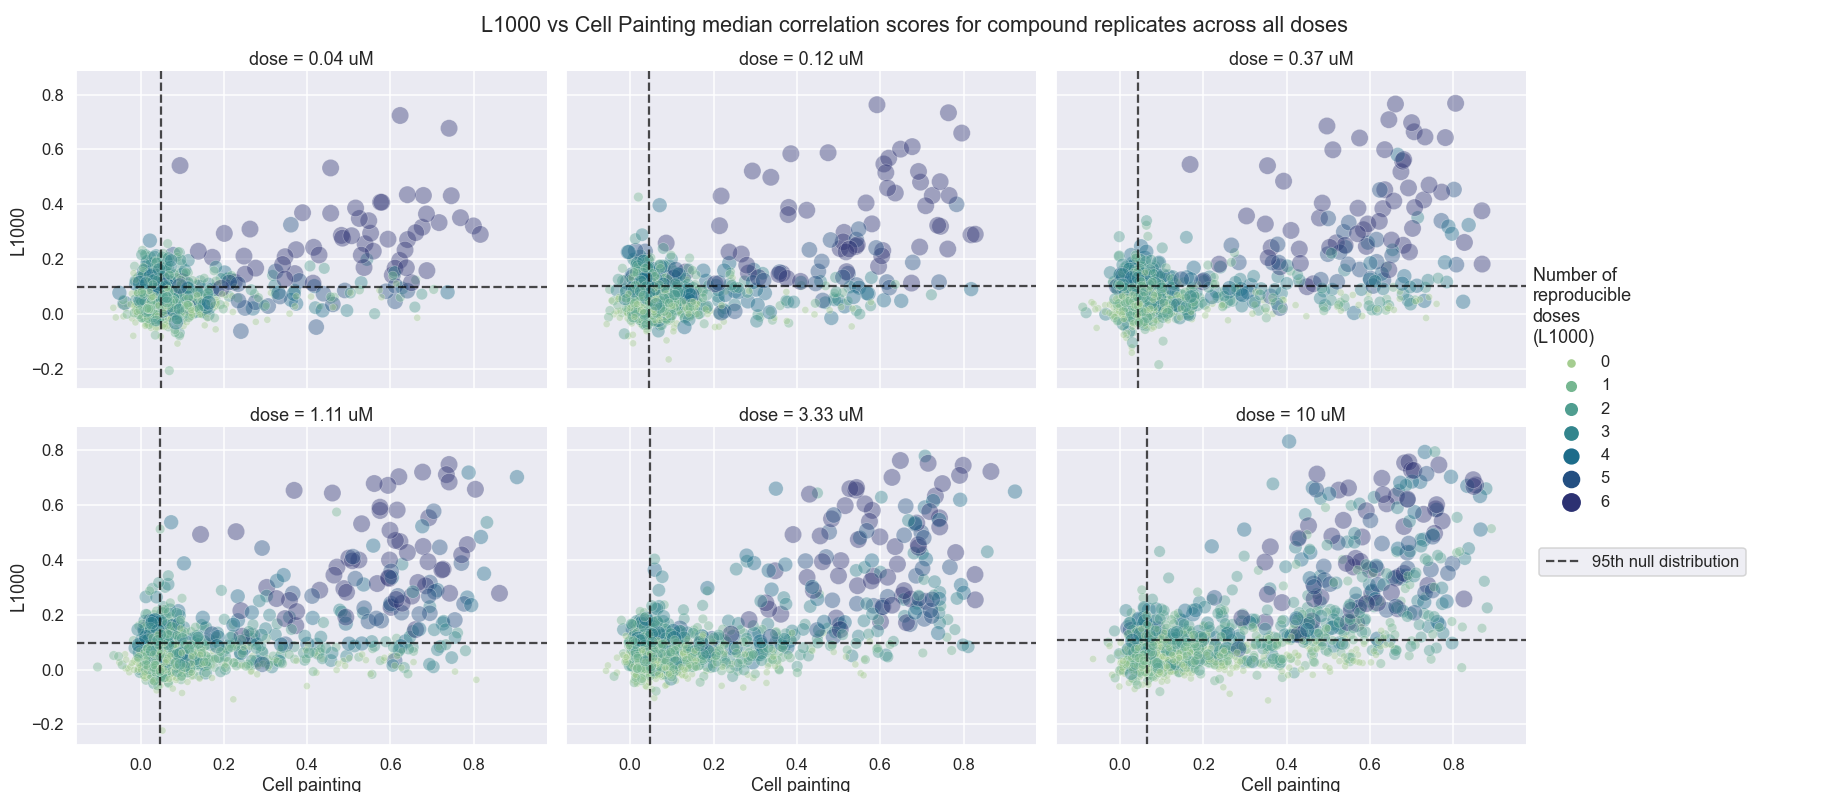 L1000 vs Cell Painting median correlation scores for compound replicates across all doses
dose = 0.04 uM
dose = 0.12 uM
dose = 0.37 uM
0.8
0.6
0.4
0.2
0.0
−0.2
L1000
dose = 1.11 uM
dose = 3.33 uM
dose = 10 uM
0.8
0.6
0.4
0.2
0.0
−0.2
L1000
0.0 0.2 0.4 0.6 0.8
0.0 0.2 0.4 0.6 0.8
0.0 0.2 0.4 0.6 0.8
Cell painting
Cell painting
Cell painting
Number of
reproducible
doses
(L1000)
0
1
2
3
4
5
6
95th null distribution